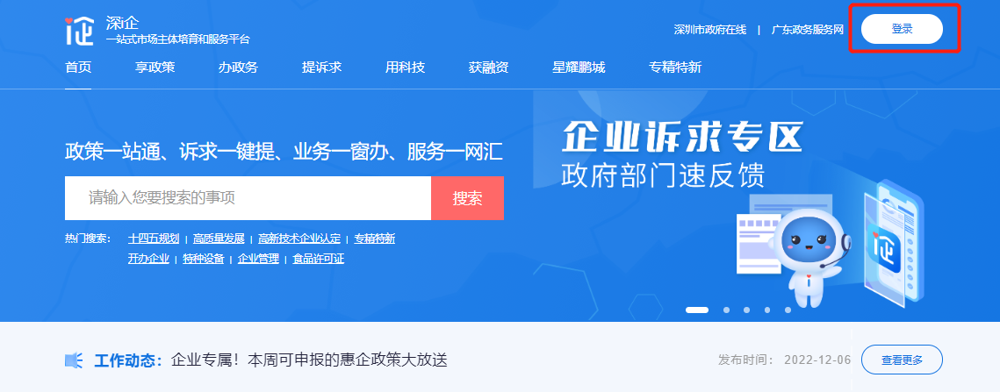 深i企
一站式市场主体培育和服务平台
深圳市政府在线 | 广东政务服务网
登录
首页 享政策 办政务 提诉求 用科技 获融资 星耀鹏城 专精特新
政策一站通、诉求一键提、业务一窗办、服务一网汇
请输入您要搜索的事项 搜索
热门搜索: 十四五规划 | 高质量发展 | 高新技术企业认定 | 专精特新
开办企业 | 特种设备 | 企业管理 | 食品许可证
企业诉求专区
政府部门速反馈
工作动态: 企业专属!本周可申报的惠企政策大放送
发布时间: 2022-12-06
查看更多